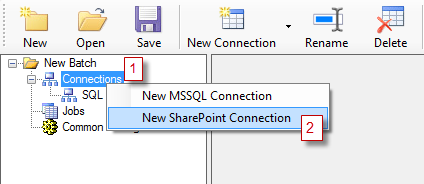 New Open Save New Connection Rename Delete
New Batch
Connections 1
SQL
New MSSQL Connection
Jobs
New SharePoint Connection 2
Common